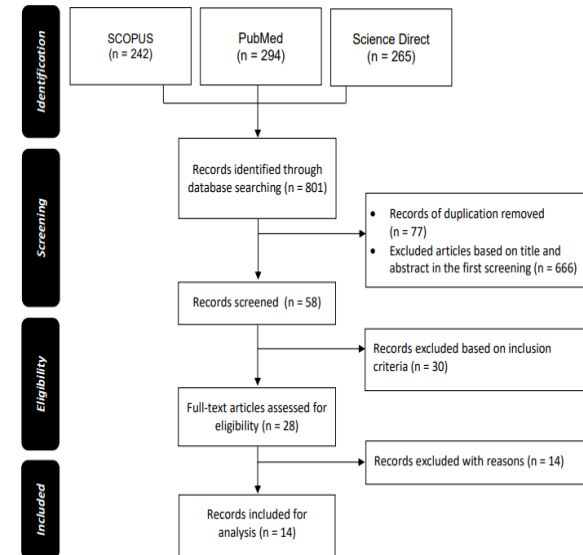 Identification
SCOPUS
(n = 242)
PubMed
(n = 294)
Science Direct
(n = 265)
Screening
Records identified through
database searching (n = 801)
• Records of duplication removed
(n = 77)
• Excluded articles based on title and
abstract in the first screening (n = 666)
Records screened (n = 58)
Eligibility
Records excluded based on inclusion
criteria (n = 30)
Full-text articles assessed for
eligibility (n = 28)
Included
Records excluded with reasons (n = 14)
Records included for
analysis (n = 14)